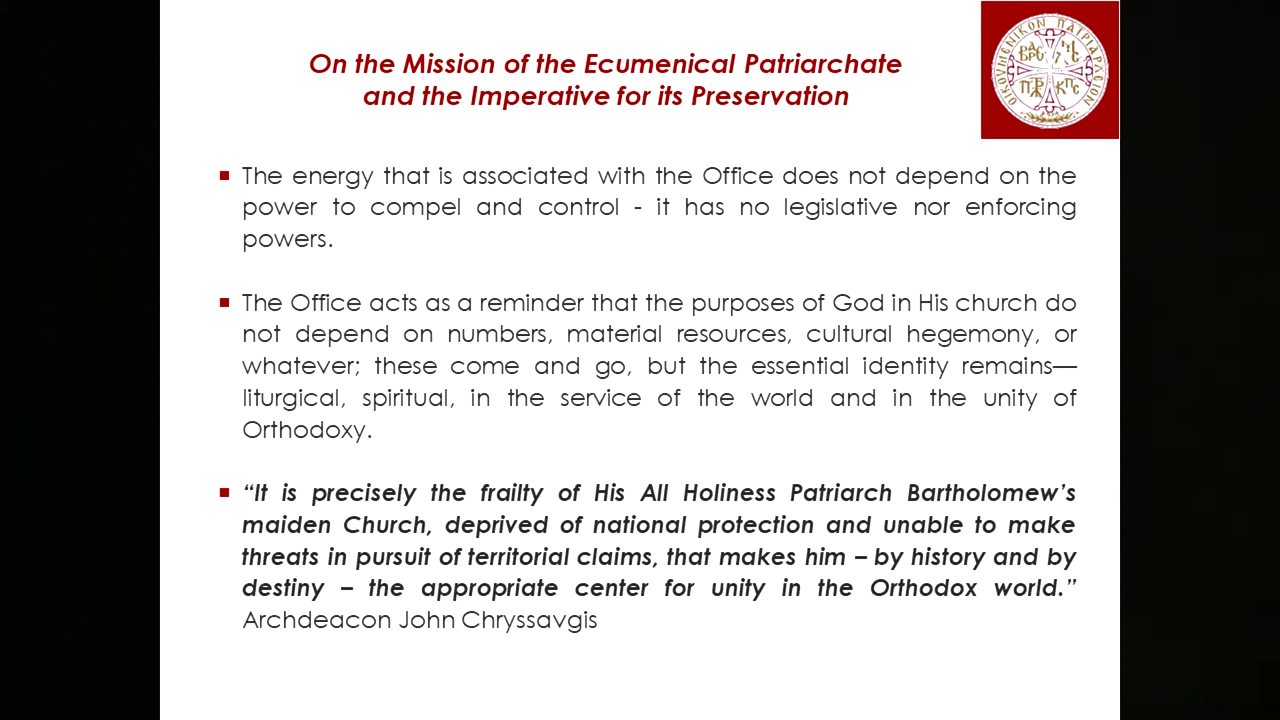 On the Mission of the Ecumenical Patriarchate
and the Imperative for its Preservation
ΟΙΚΟΥΜΕΝΙΚΟΝ ΠΑΤΡΙΑΡΧΕΙΟΝ
The energy that is associated with the Office does not depend on the
power to compel and control - it has no legislative nor enforcing
powers.
The Office acts as a reminder that the purposes of God in His church do
not depend on numbers, material resources, cultural hegemony, or
whatever; these come and go, but the essential identity remains—
liturgical, spiritual, in the service of the world and in the unity of
Orthodoxy.
“It is precisely the frailty of His All Holiness Patriarch Bartholomew’s
maiden Church, deprived of national protection and unable to make
threats in pursuit of territorial claims, that makes him – by history and by
destiny – the appropriate center for unity in the Orthodox world.”
Archdeacon John Chryssavgis